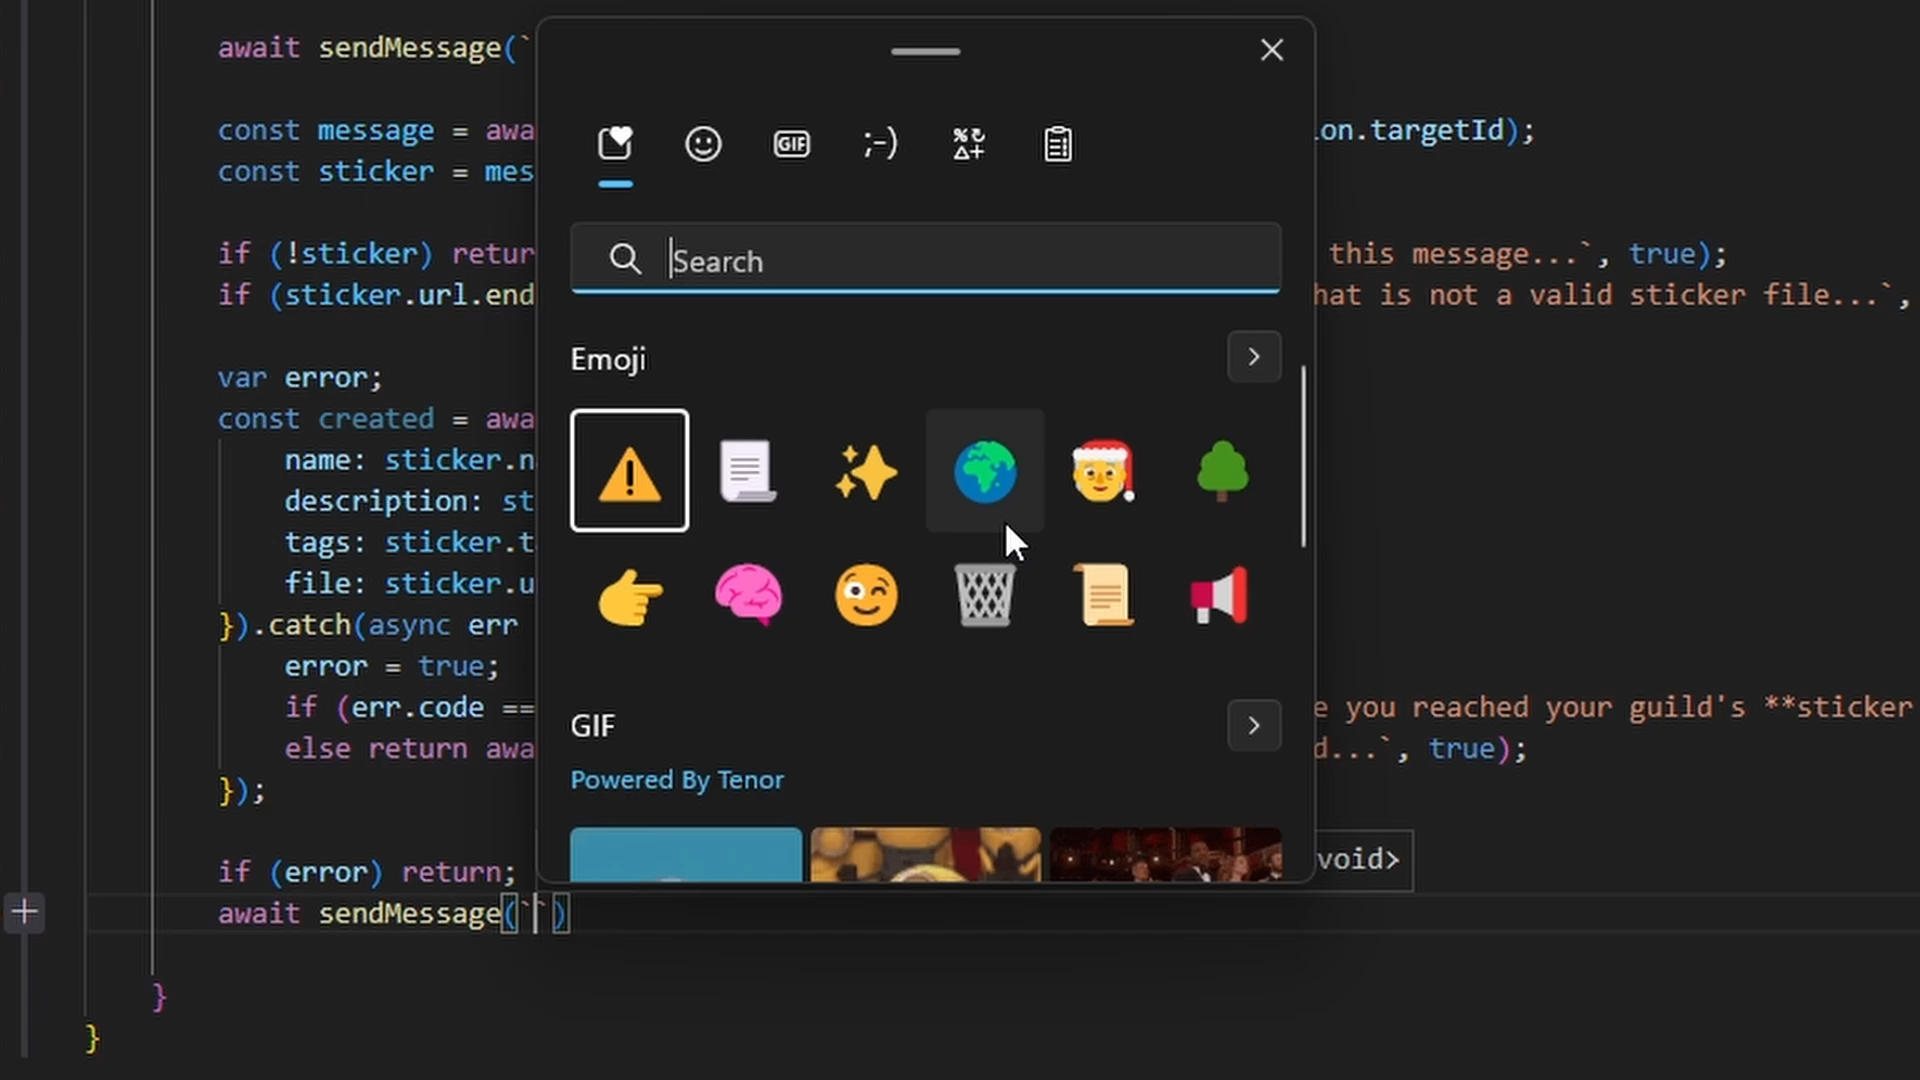 await sendMessage(`
const message = awa
ion.targetId);
const sticker = mes
if (!sticker) retur
this message...`, true);
if (sticker.url.end
hat is not a valid sticker file...`,
var error;
const created = awa
name: sticker.n
description: st
tags: sticker.t
file: sticker.u
}).catch(async err
error = true;
if (err.code ==
e you reached your guild's **sticker
else return awa
d...`, true);
});
if (error) return;
void>
await sendMessage(``)
}
}
GIF
;-)
Search
Emoji
GIF
Powered By Tenor